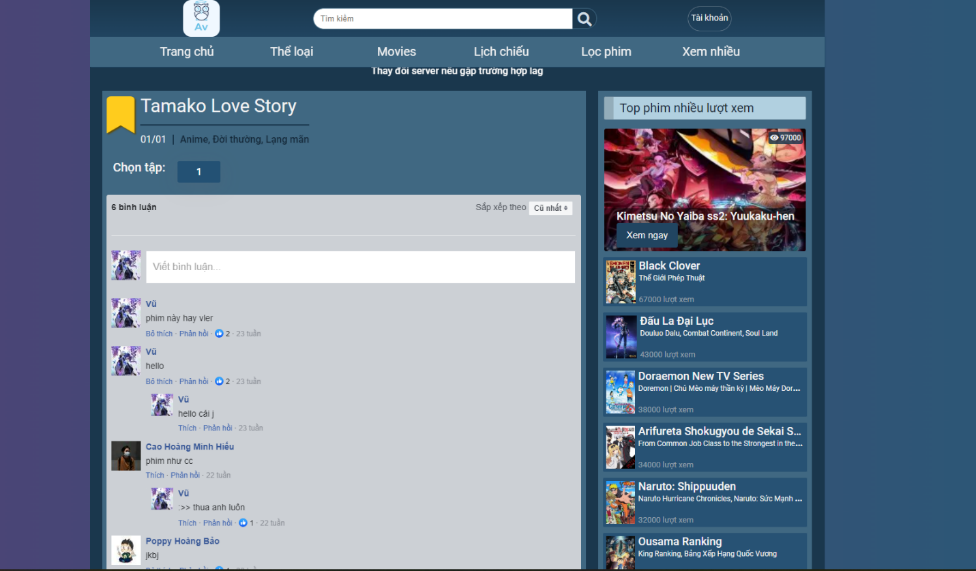 Av
Tìm kiếm
Tài khoản
Trang chủ
Thể loại
Movies
Lịch chiếu
Lọc phim
Xem nhiều
Thay đổi server nếu gặp trường hợp lag
Tamako Love Story
01/01 | Anime, Đời thường, Lạng mãn
Chọn tập: 1
6 bình luận
Sắp xếp theo Cũ nhất
Viết bình luận...
Vũ
phim này hay vler
Bỏ thích · Phản hồi · 2 · 23 tuần
Vũ
hello
Bỏ thích · Phản hồi · 2 · 23 tuần
Vũ
hello cái j
Thích · Phản hồi · 23 tuần
Cao Hoàng Minh Hiếu
phim như cc
Thích · Phản hồi · 22 tuần
Vũ
>> thua anh luôn
Thích · Phản hồi · 1 · 22 tuần
Poppy Hoàng Bảo
jkbj
Top phim nhiều lượt xem
97000
Kimetsu No Yaiba ss2: Yuukaku-hen
Xem ngay
Black Clover
Thế Giới Phép Thuật
67000 lượt xem
Đấu La Đại Lục
Douluo Dalu, Combat Continent, Soul Land
43000 lượt xem
Doraemon New TV Series
Doremon | Chú Mèo máy thần kỳ | Mèo Máy Dor...
38000 lượt xem
Arifureta Shokugyou de Sekai S...
From Common Job Class to the Strongest in the...
34000 lượt xem
Naruto: Shippuuden
Naruto Hurricane Chronicles, Naruto: Sức Mạnh ...
32000 lượt xem
Ousama Ranking
King Ranking, Bảng Xếp Hạng Quốc Vương